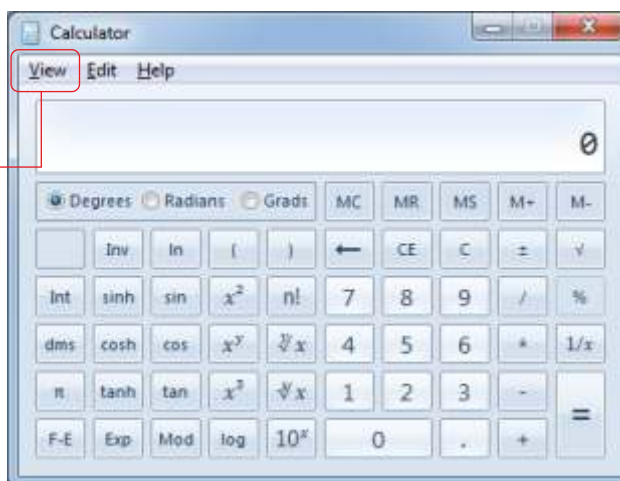 Calculator
View Edit Help
0
Degrees Radians Grads MC MR MS M+ M-
Inv ln ( ) ← CE C ± √
Int sinh sin x² n! 7 8 9 / %
dms cosh cos xʸ ʸ√x 4 5 6 * 1/x
π tanh tan x³ ³√x 1 2 3 - =
F-E Exp Mod log 10ˣ 0 . +